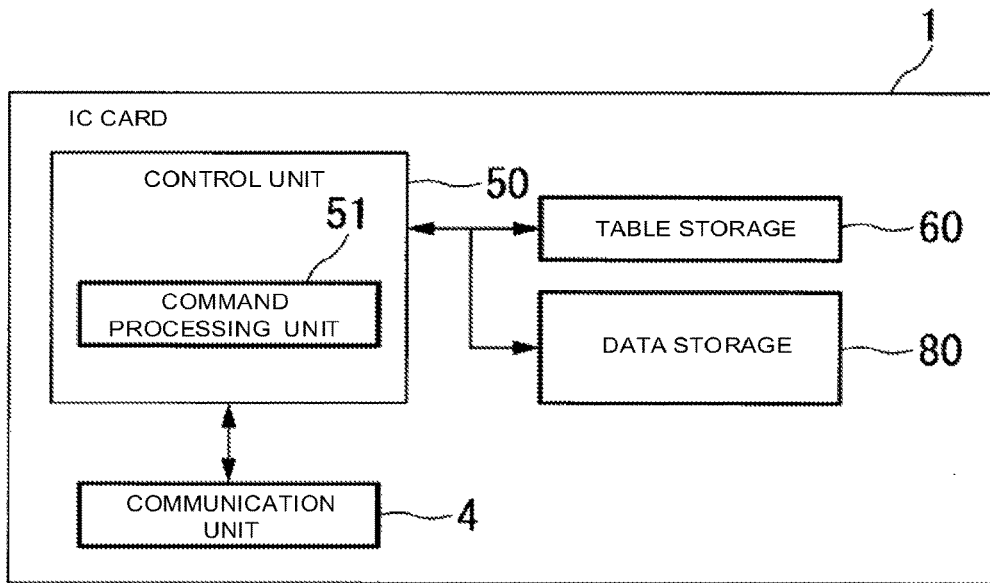 1
IC CARD
CONTROL UNIT
50
51
COMMAND
PROCESSING UNIT
TABLE STORAGE
60
DATA STORAGE
80
COMMUNICATION
UNIT
4